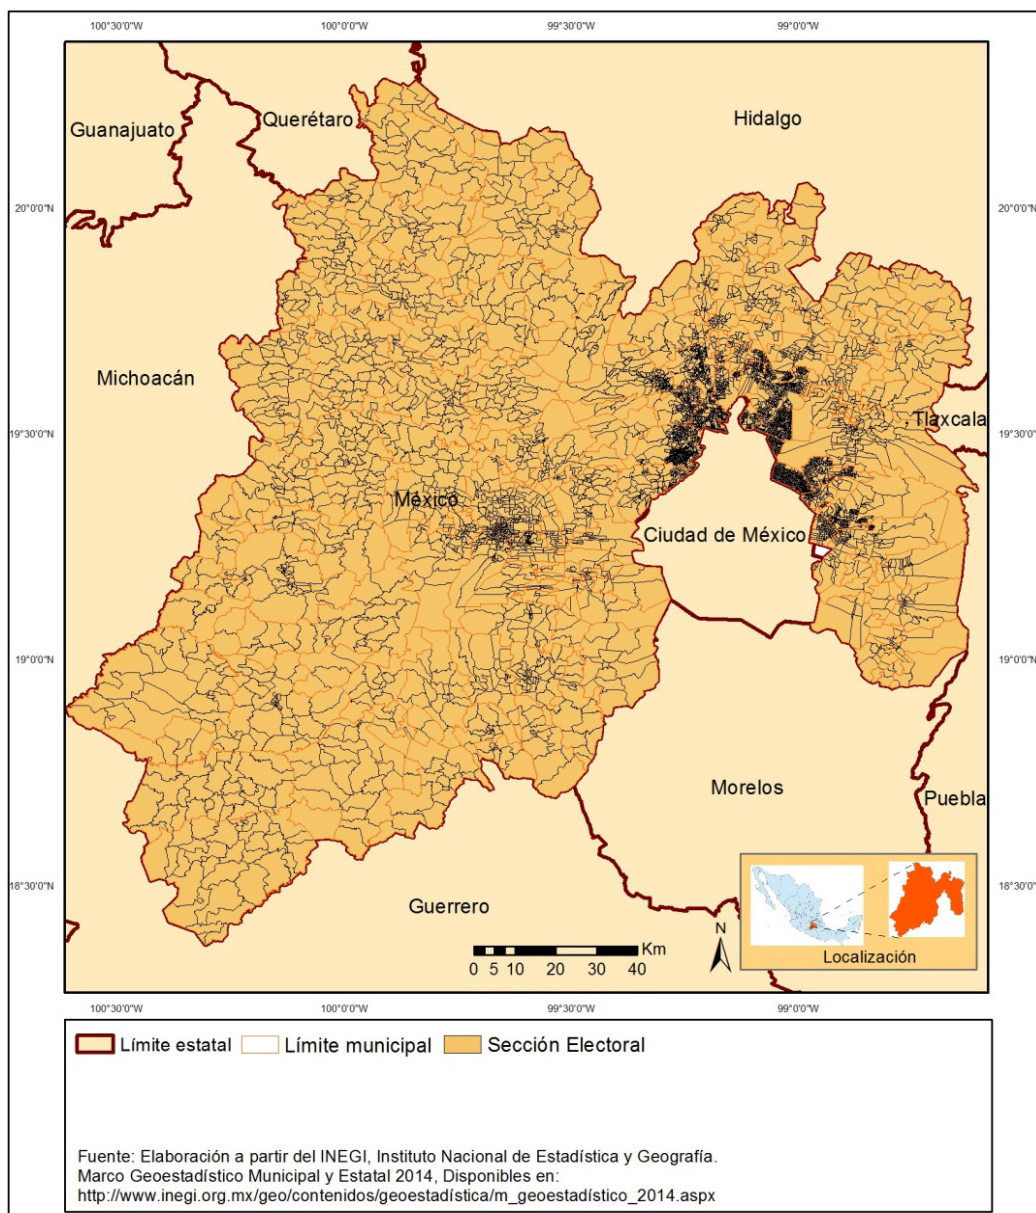 100°30'0"W 100°0'0"W 99°30'0"W 99°0'0"W
Guanajuato
Querétaro
Hidalgo
20°0'0"N 20°0'0"N
Michoacán
Tlaxcala
19°30'0"N 19°30'0"N
México
Ciudad de México
19°0'0"N 19°0'0"N
Morelos
Puebla
18°30'0"N 18°30'0"N
Guerrero
N
Km
0 5 10 20 30 40
Localización
100°30'0"W 100°0'0"W 99°30'0"W 99°0'0"W
Límite estatal Límite municipal Sección Electoral
Fuente: Elaboración a partir del INEGI, Instituto Nacional de Estadística y Geografía.
Marco Geoestadístico Municipal y Estatal 2014, Disponibles en:
http://www.inegi.org.mx/geo/contenidos/geoestadística/m_geoestadístico_2014.aspx